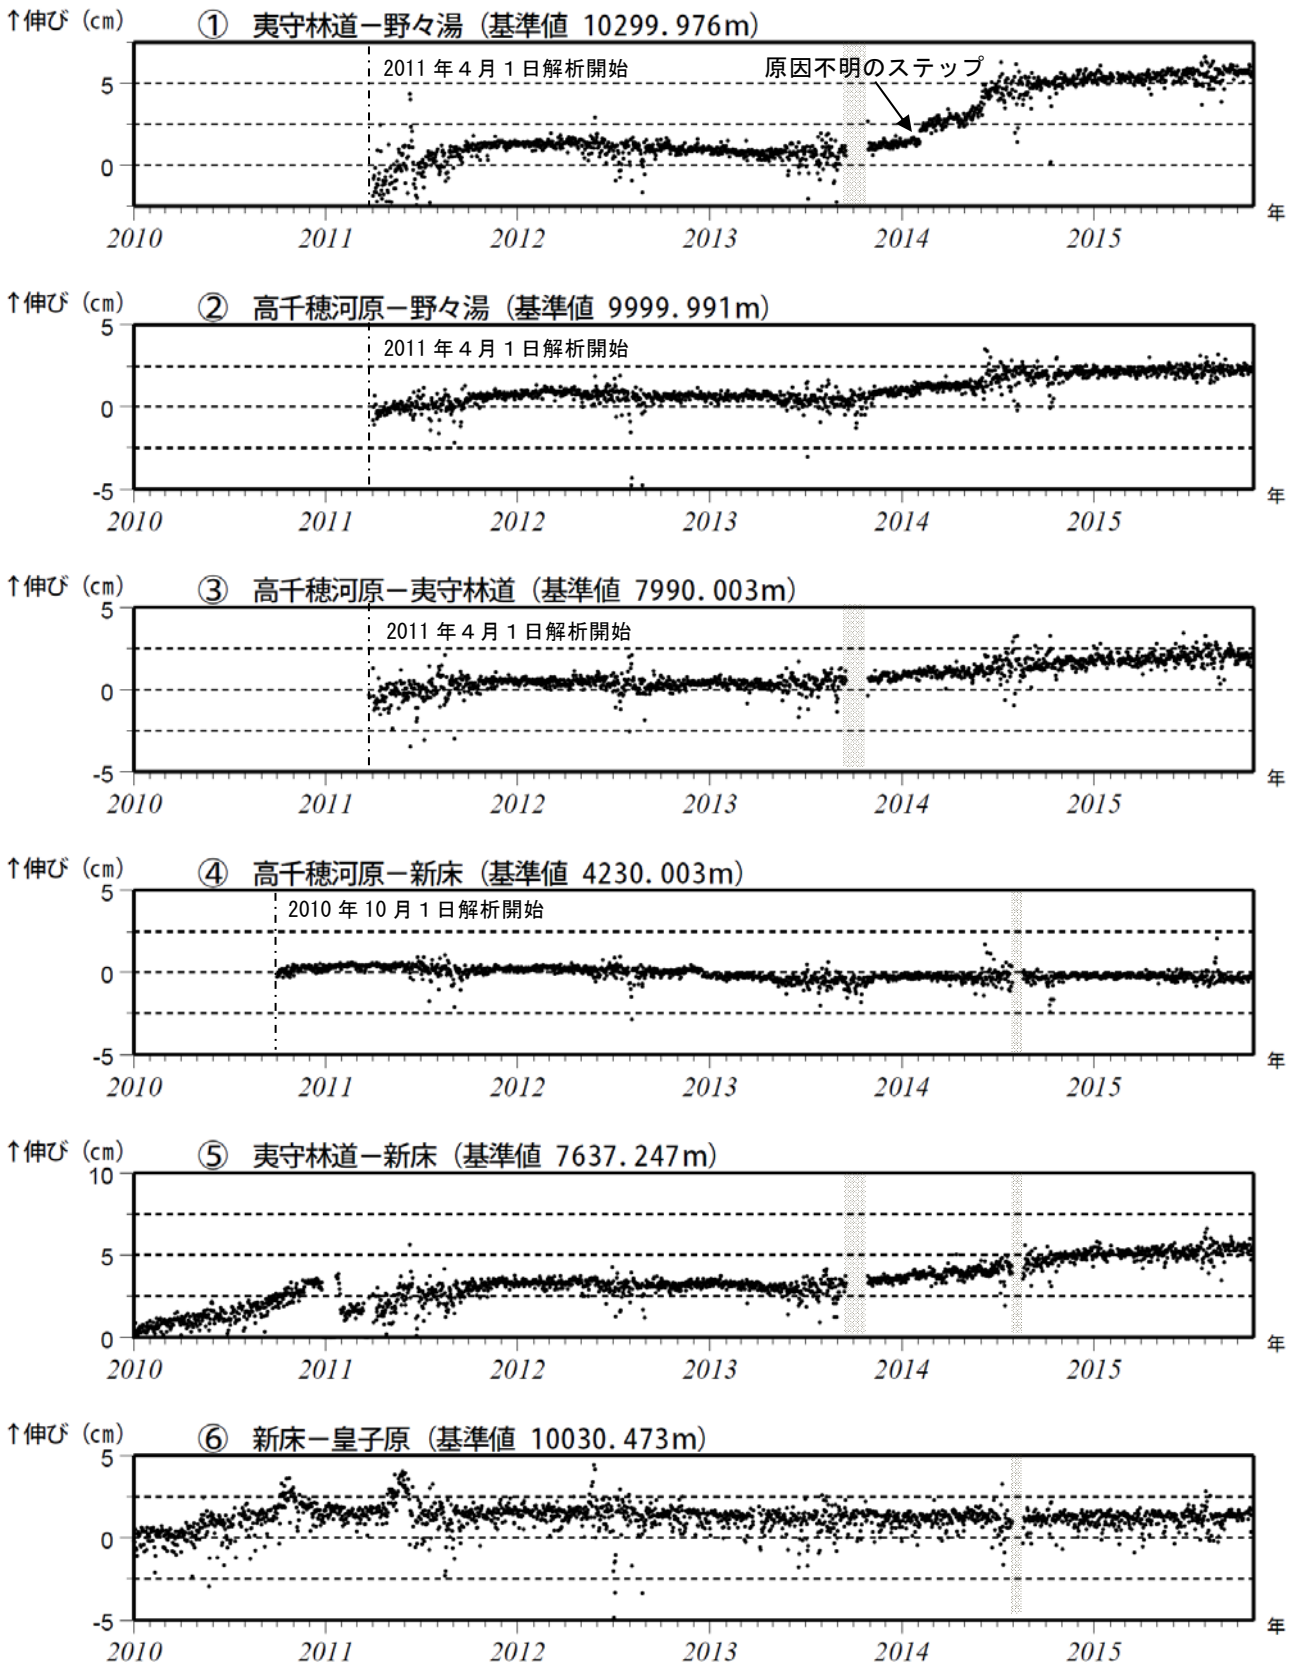 ↑伸び（cm） ① 夷守林道－野々湯（基準値 10299.976m）
2011年４月１日解析開始
原因不明のステップ
5
0
年
2010 2011 2012 2013 2014 2015
↑伸び（cm） ② 高千穂河原－野々湯（基準値 9999.991m）
5
2011年４月１日解析開始
0
-5
年
2010 2011 2012 2013 2014 2015
↑伸び（cm） ③ 高千穂河原－夷守林道（基準値 7990.003m）
5
2011年４月１日解析開始
0
-5
年
2010 2011 2012 2013 2014 2015
↑伸び（cm） ④ 高千穂河原－新床（基準値 4230.003m）
5
2010年10月１日解析開始
0
-5
年
2010 2011 2012 2013 2014 2015
↑伸び（cm） ⑤ 夷守林道－新床（基準値 7637.247m）
10
5
0
年
2010 2011 2012 2013 2014 2015
↑伸び（cm） ⑥ 新床－皇子原（基準値 10030.473m）
5
0
-5
年
2010 2011 2012 2013 2014 2015